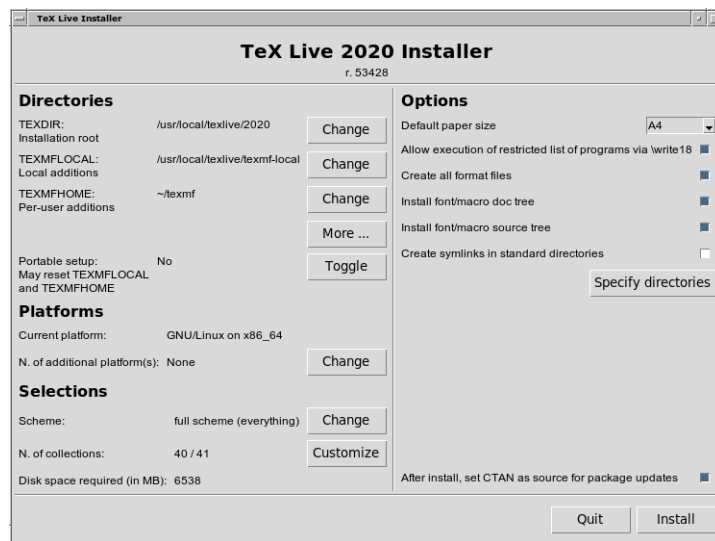 TeX Live Installer
TeX Live 2020 Installer
r. 53428
Directories
TEXDIR: /usr/local/texlive/2020 Change
Installation root
TEXMFLOCAL: /usr/local/texlive/texmf-local Change
Local additions
TEXMFHOME: ~/texmf Change
Per-user additions
More ...
Portable setup: No Toggle
May reset TEXMFLOCAL
and TEXMFHOME
Platforms
Current platform: GNU/Linux on x86_64
N. of additional platform(s): None Change
Selections
Scheme: full scheme (everything) Change
N. of collections: 40 / 41 Customize
Disk space required (in MB): 6538
Options
Default paper size A4
Allow execution of restricted list of programs via \write18
Create all format files
Install font/macro doc tree
Install font/macro source tree
Create symlinks in standard directories
Specify directories
After install, set CTAN as source for package updates
Quit Install